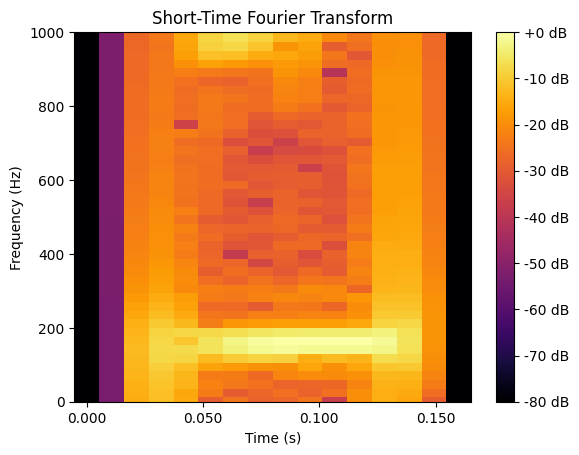 Short-Time Fourier Transform
1000
800
600
400
200
0
Frequency (Hz)
0.000
0.050
0.100
0.150
Time (s)
+0 dB
-10 dB
-20 dB
-30 dB
-40 dB
-50 dB
-60 dB
-70 dB
-80 dB